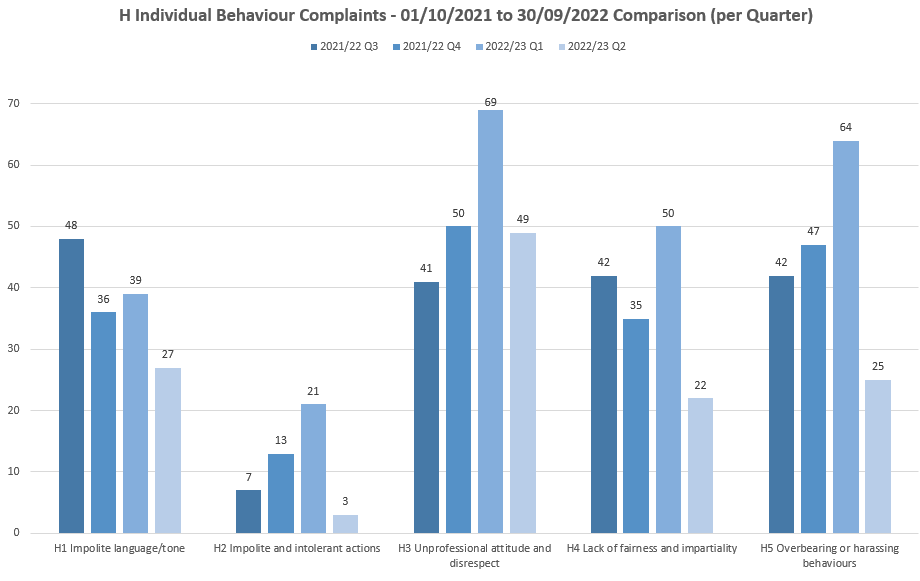 H Individual Behaviour Complaints - 01/10/2021 to 30/09/2022 Comparison (per Quarter)
2021/22 Q3 2021/22 Q4 2022/23 Q1 2022/23 Q2
70
60
50
40
30
20
10
0
48 36 39 27
7 13 21 3
41 50 69 49
42 35 50 22
42 47 64 25
H1 Impolite language/tone
H2 Impolite and intolerant actions
H3 Unprofessional attitude and
disrespect
H4 Lack of fairness and impartiality
H5 Overbearing or harassing
behaviours